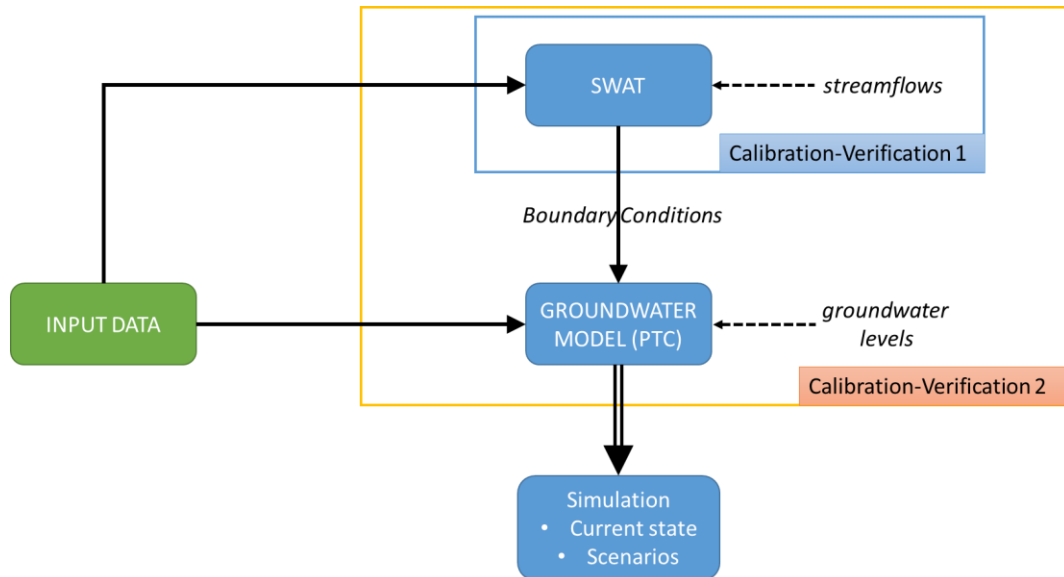 SWAT
streamflows
Calibration-Verification 1
Boundary Conditions
INPUT DATA
GROUNDWATER
MODEL (PTC)
groundwater
levels
Calibration-Verification 2
Simulation
• Current state
• Scenarios